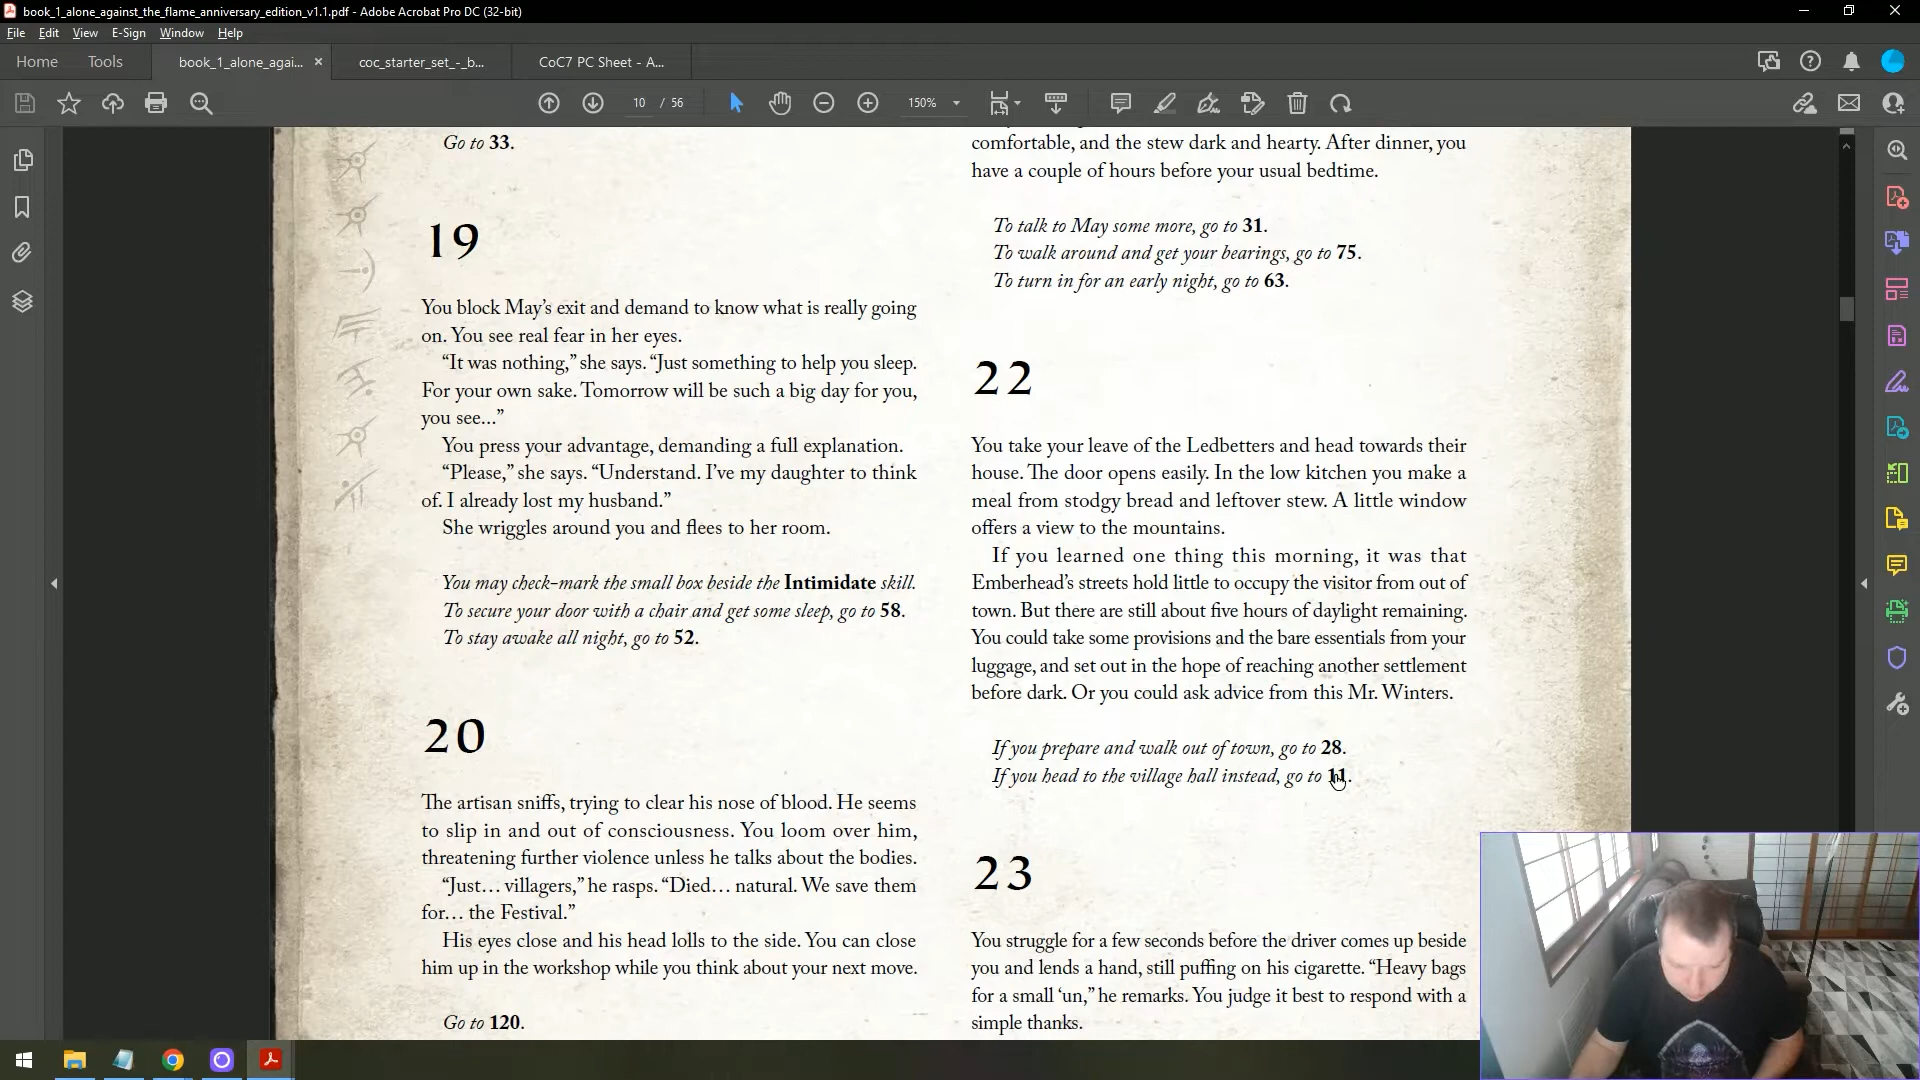 book_1_alone_against_the_flame_anniversary_edition_v1.1.pdf - Adobe Acrobat Pro DC (32-bit)
File Edit View E-Sign Window Help
Home Tools book_1_alone_agai... × coc_starter_set_-_b... CoC7 PC Sheet - A...
10 / 56 150%
Go to 33.
19
You block May’s exit and demand to know what is really going
on. You see real fear in her eyes.
“It was nothing,” she says. “Just something to help you sleep.
For your own sake. Tomorrow will be such a big day for you,
you see...”
You press your advantage, demanding a full explanation.
“Please,” she says. “Understand. I’ve my daughter to think
of. I already lost my husband.”
She wriggles around you and flees to her room.
You may check-mark the small box beside the Intimidate skill.
To secure your door with a chair and get some sleep, go to 58.
To stay awake all night, go to 52.
20
The artisan sniffs, trying to clear his nose of blood. He seems
to slip in and out of consciousness. You loom over him,
threatening further violence unless he talks about the bodies.
“Just… villagers,” he rasps. “Died… natural. We save them
for… the Festival.”
His eyes close and his head lolls to the side. You can close
him up in the workshop while you think about your next move.
Go to 120.
comfortable, and the stew dark and hearty. After dinner, you
have a couple of hours before your usual bedtime.
To talk to May some more, go to 31.
To walk around and get your bearings, go to 75.
To turn in for an early night, go to 63.
22
You take your leave of the Ledbetters and head towards their
house. The door opens easily. In the low kitchen you make a
meal from stodgy bread and leftover stew. A little window
offers a view to the mountains.
If you learned one thing this morning, it was that
Emberhead’s streets hold little to occupy the visitor from out of
town. But there are still about five hours of daylight remaining.
You could take some provisions and the bare essentials from your
luggage, and set out in the hope of reaching another settlement
before dark. Or you could ask advice from this Mr. Winters.
If you prepare and walk out of town, go to 28.
If you head to the village hall instead, go to 11.
23
You struggle for a few seconds before the driver comes up beside
you and lends a hand, still puffing on his cigarette. “Heavy bags
for a small ‘un,” he remarks. You judge it best to respond with a
simple thanks.